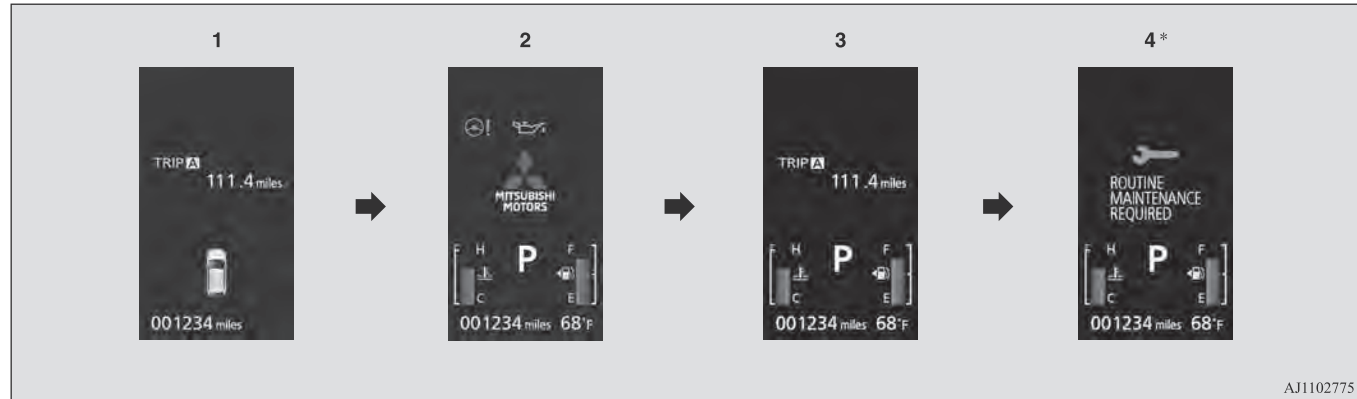 1
2
3
4*
TRIP A
111.4 miles
001234 miles
!
MITSUBISHI
MOTORS
F H P F
C E
001234 miles 68°F
TRIP A
111.4 miles
F H P F
C E
001234 miles 68°F
ROUTINE
MAINTENANCE
REQUIRED
F H P F
C E
001234 miles 68°F
AJ1102775